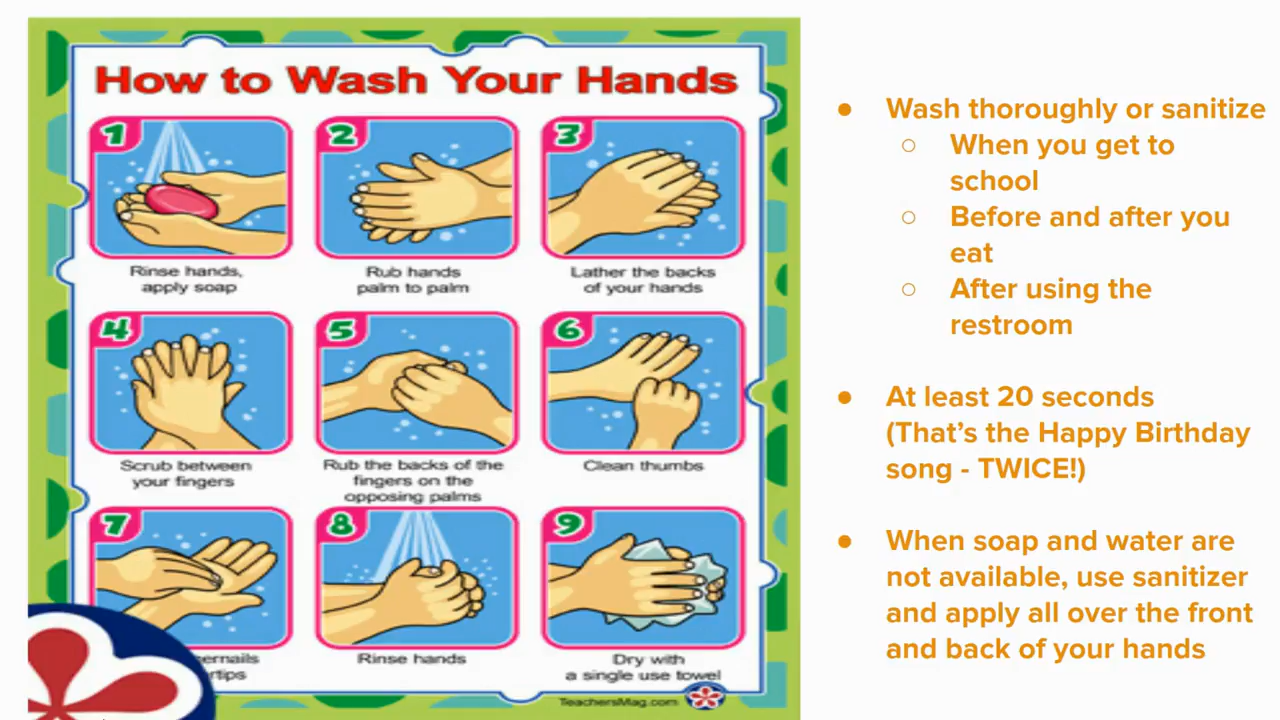 How to Wash Your Hands
1
Rinse hands,
apply soap
2
Rub hands
palm to palm
3
Lather the backs
of your hands
4
Scrub between
your fingers
5
Rub the backs of the
fingers on the
opposing palms
6
Clean thumbs
7
8
Rinse hands
9
Dry with
a single use towel
TeachersMag.com
● Wash thoroughly or sanitize
○ When you get to
school
○ Before and after you
eat
○ After using the
restroom
● At least 20 seconds
(That's the Happy Birthday
song - TWICE!)
● When soap and water are
not available, use sanitizer
and apply all over the front
and back of your hands